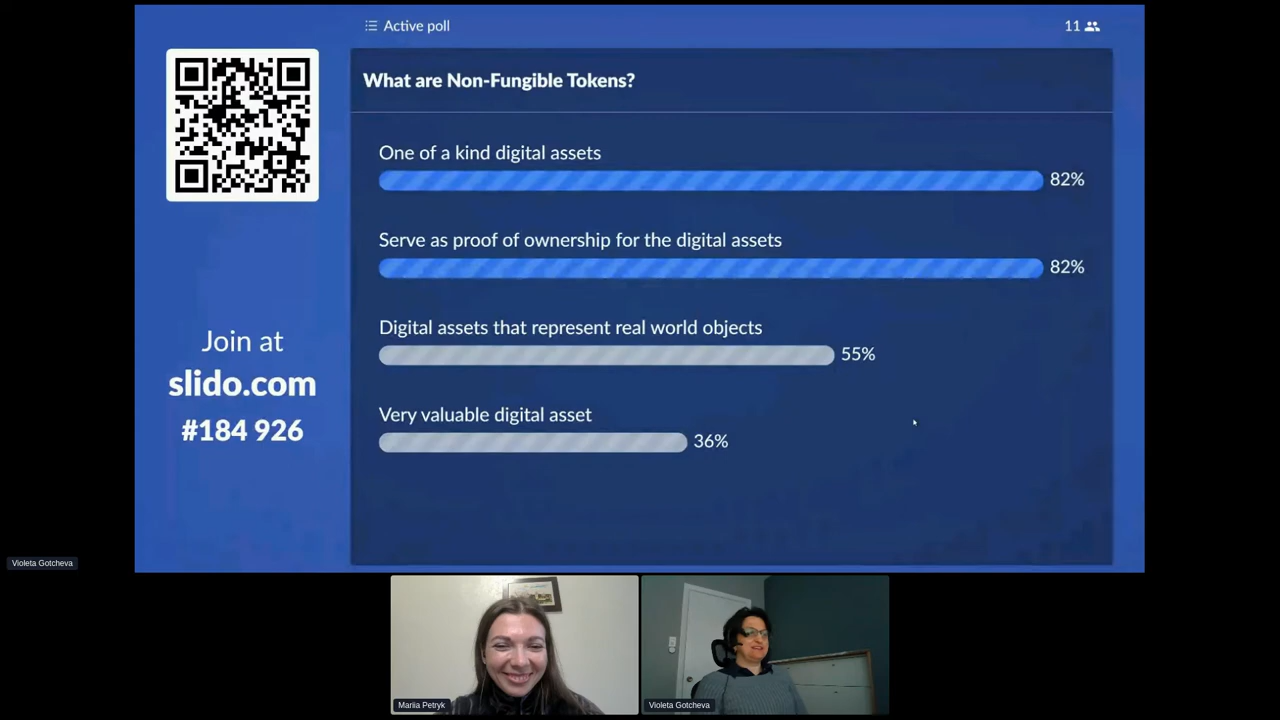 Active poll
11
What are Non-Fungible Tokens?
One of a kind digital assets
82%
Serve as proof of ownership for the digital assets
82%
Digital assets that represent real world objects
55%
Very valuable digital asset
36%
Join at
slido.com
#184 926
Violeta Gotcheva
Mariia Petryk
Violeta Gotcheva